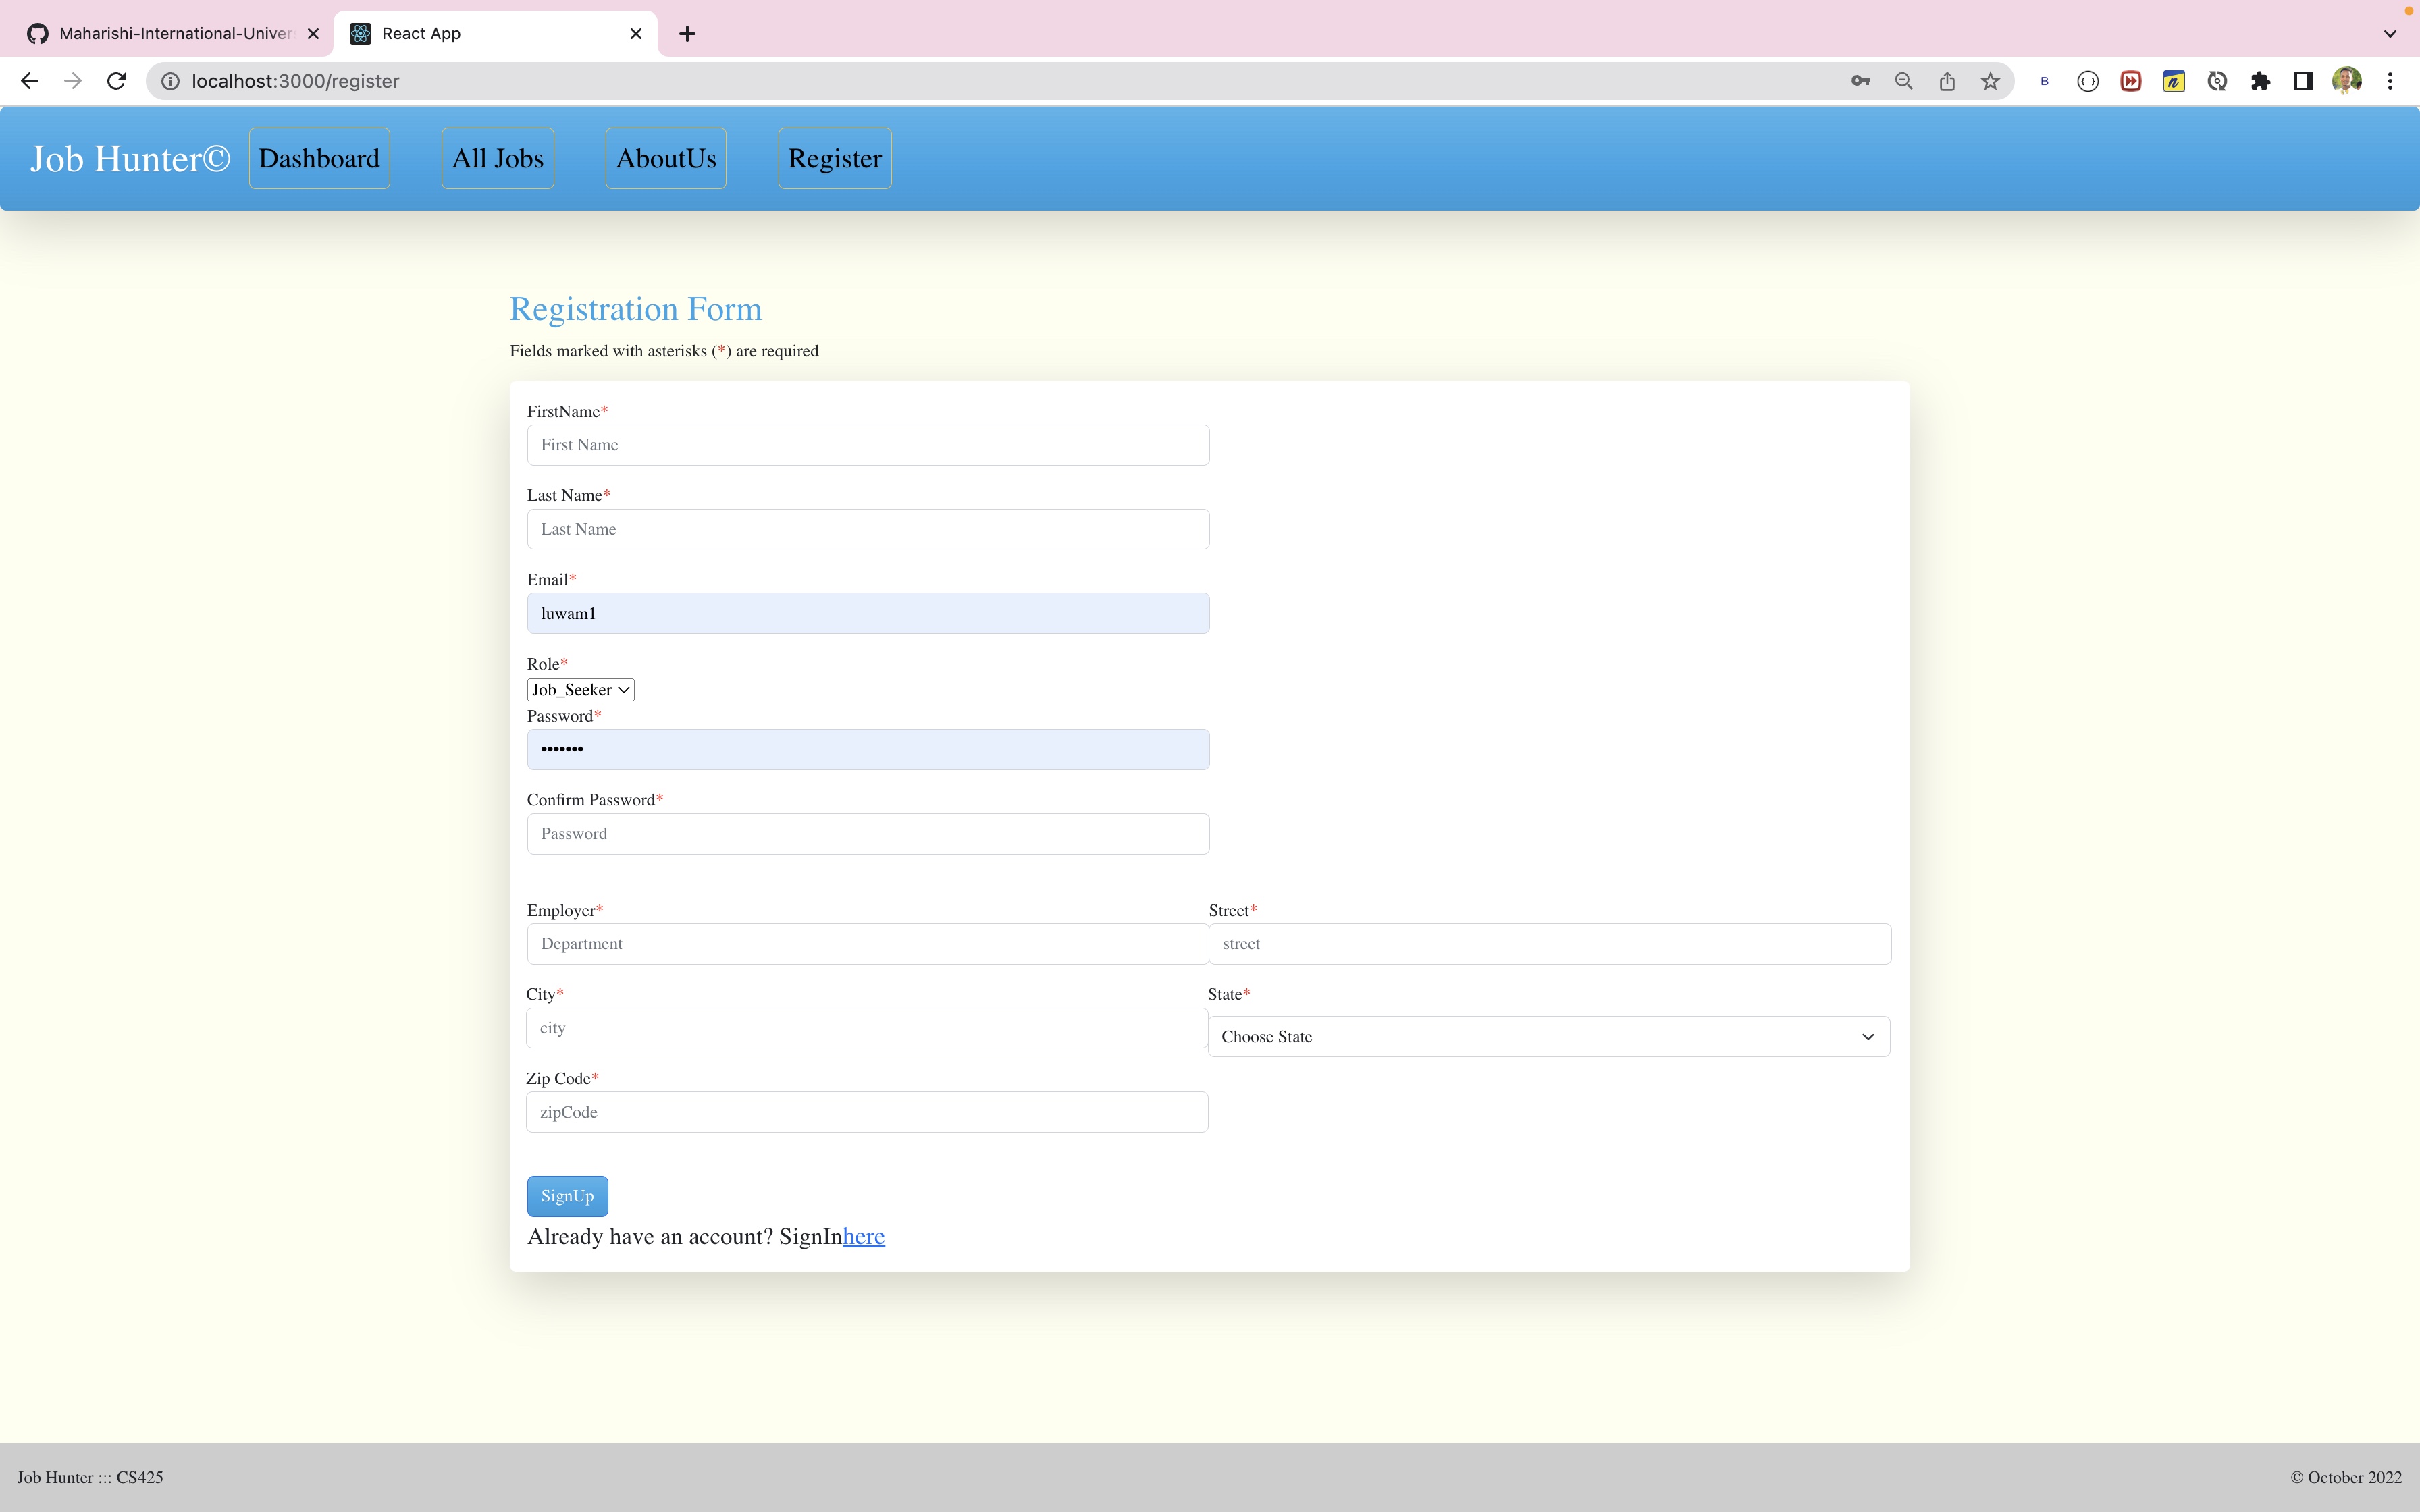 Maharishi-International-Univer
React App
localhost:3000/register
Job Hunter© Dashboard All Jobs AboutUs Register
Registration Form
Fields marked with asterisks (*) are required
FirstName*
First Name
Last Name*
Last Name
Email*
luwam1
Role*
Job_Seeker
Password*
•••••••
Confirm Password*
Password
Employer* Street*
Department street
City* State*
city Choose State
Zip Code*
zipCode
SignUp
Already have an account? SignInhere
Job Hunter ::: CS425 © October 2022